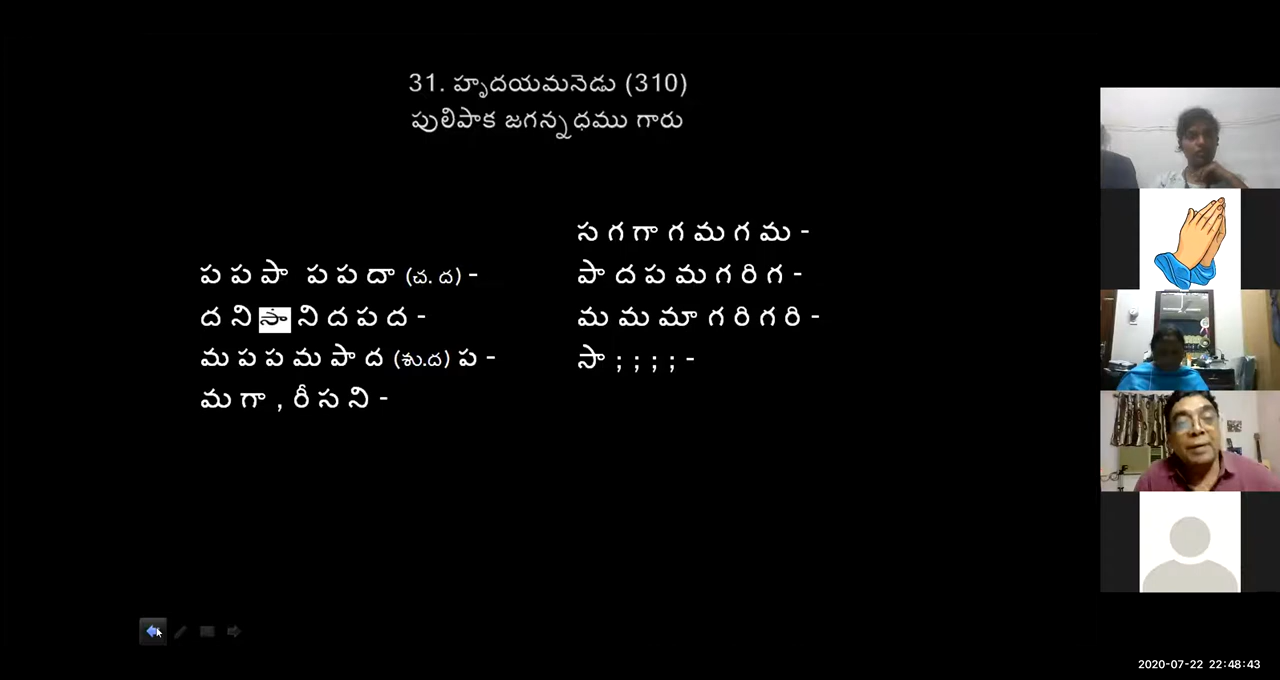 31. హృదయమనెడు (310)
పులిపాక జగన్నధము గారు
ప ప పా ప ప దా (చ. ద) -
ద ని సా ని ద ప ద -
మ ప ప మ పా ద (శు.ద) ప -
మ గా , రీ స ని -
స గ గా గ మ గ మ -
పా ద ప మ గ రి గ -
మ మ మా గ రి గ రి -
సా ; ; ; ; -
2020-07-22 22:48:43